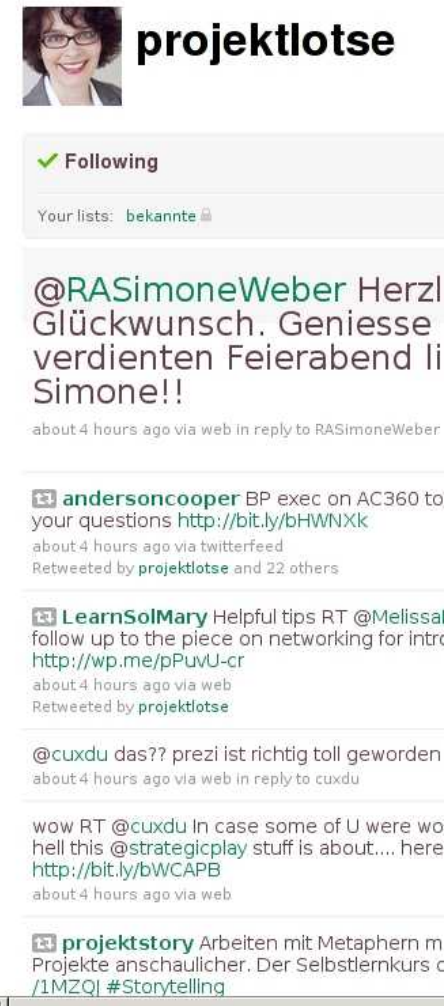 projektlotse
Following
Your lists: bekannte
@RASimoneWeber Herzl
Glückwunsch. Geniesse
verdienten Feierabend li
Simone!!
about 4 hours ago via web in reply to RASimoneWeber
andersoncooper BP exec on AC360 to
your questions http://bit.ly/bHWNXk
about 4 hours ago via twitterfeed
Retweeted by projektlotse and 22 others
LearnSolMary Helpful tips RT @Melissa
follow up to the piece on networking for intro
http://wp.me/pPuvU-cr
about 4 hours ago via web
Retweeted by projektlotse
@cuxdu das?? prezi ist richtig toll geworden
about 4 hours ago via web in reply to cuxdu
wow RT @cuxdu In case some of U were wo
hell this @strategicplay stuff is about.... here
http://bit.ly/bWCAPB
about 4 hours ago via web
projektstory Arbeiten mit Metaphern m
Projekte anschaulicher. Der Selbstlernkurs
/1MZQJ #Storytelling